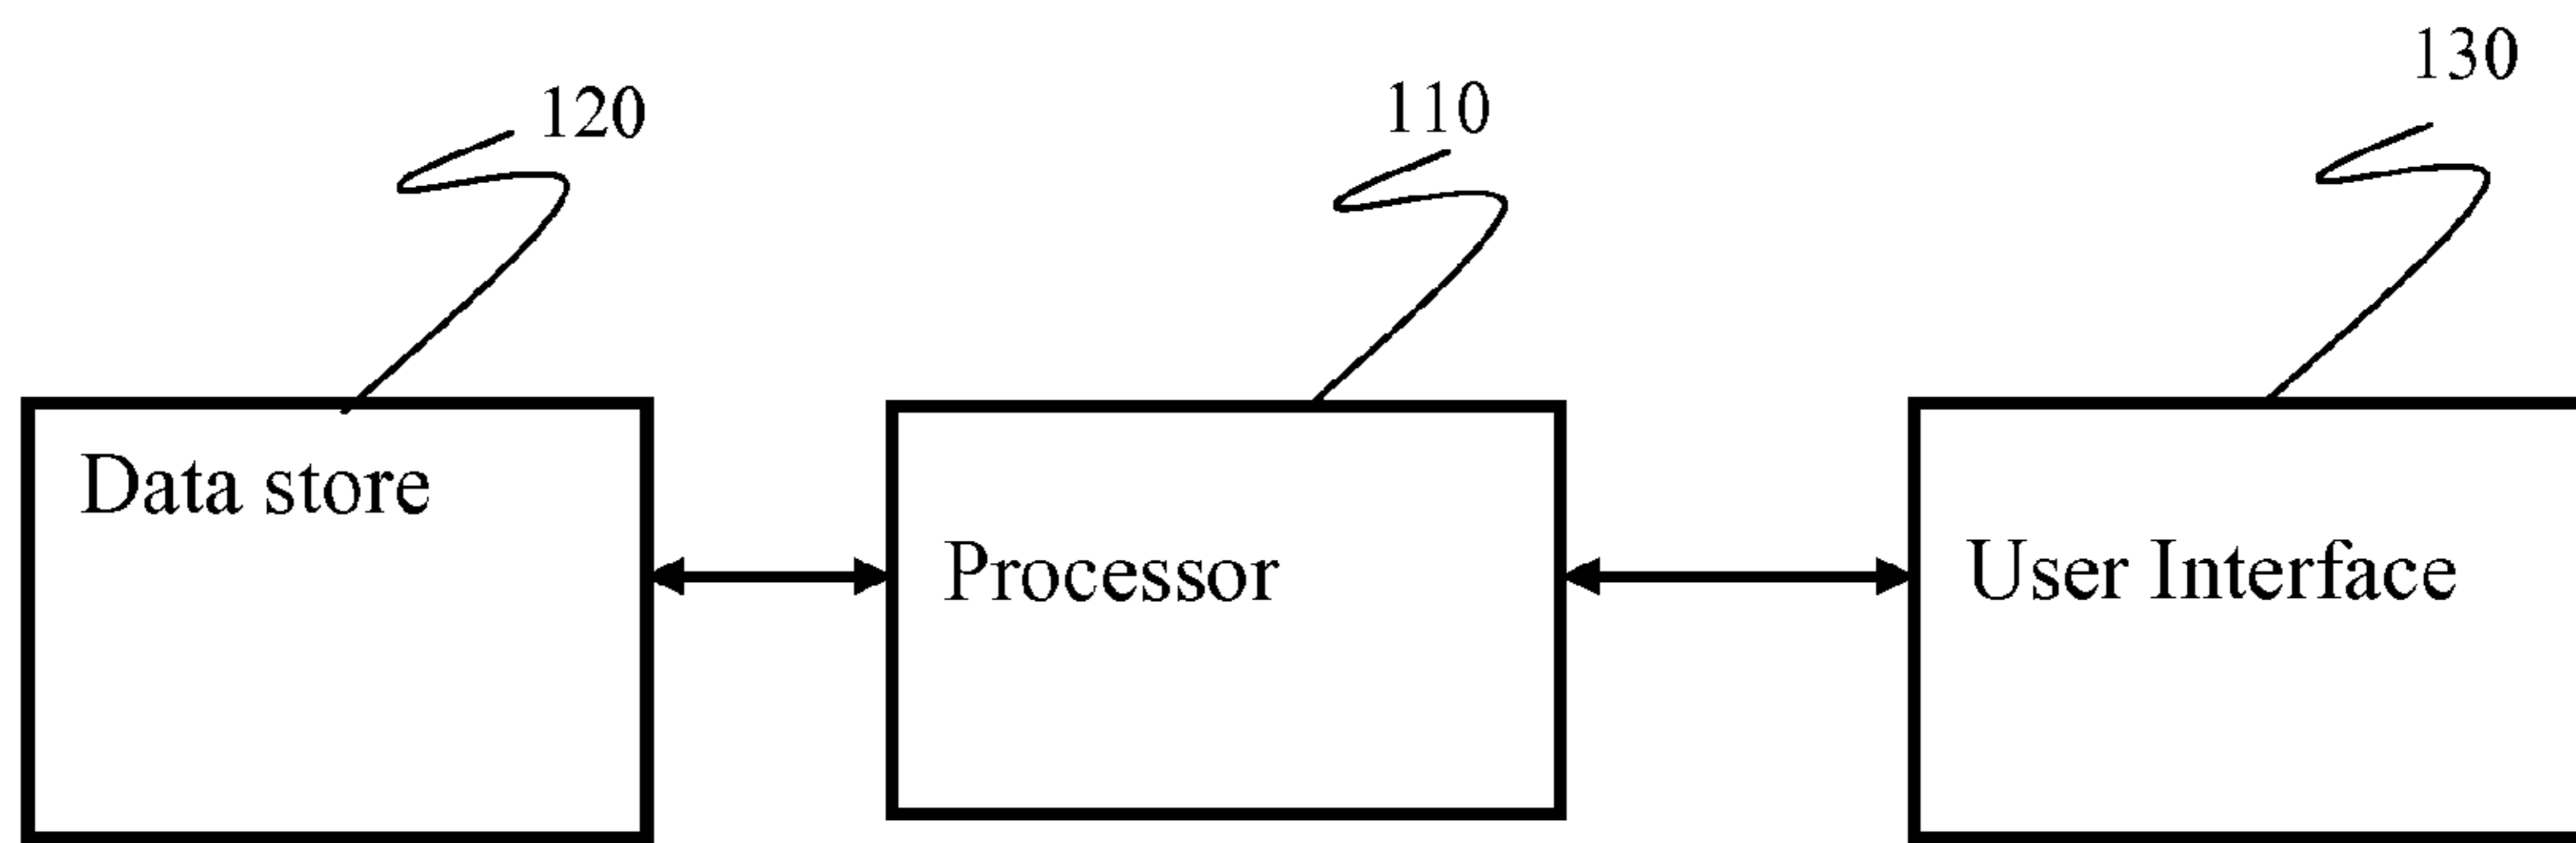 120
110
130
Data store
Processor
User Interface